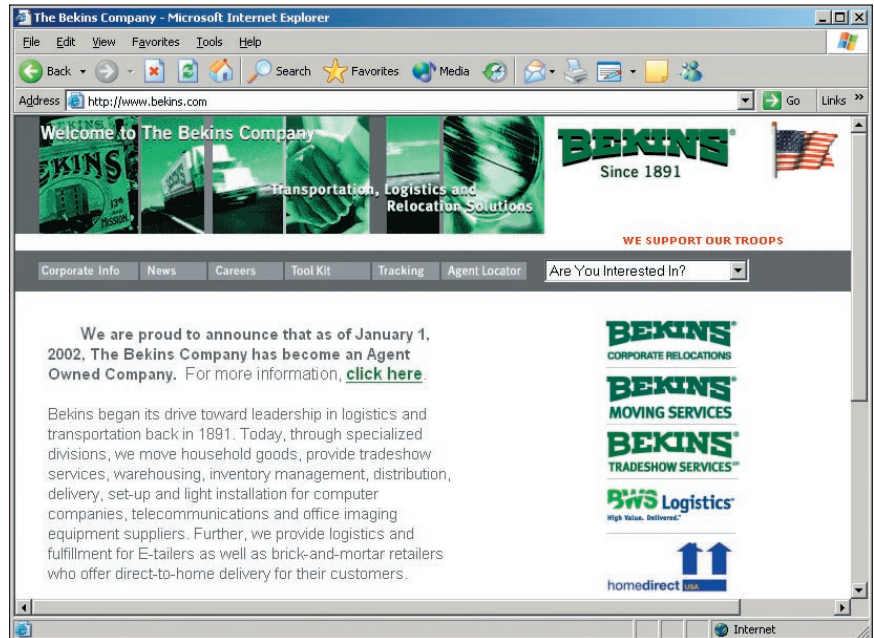 The Bekins Company - Microsoft Internet Explorer
File Edit View Favorites Tools Help
Back Search Favorites Media
Address http://www.bekins.com Go Links »
Welcome to The Bekins Company
BEKINS
KINS
13th
MISSION
Transportation, Logistics and
Relocation Solutions
BEKINS®
Since 1891
WE SUPPORT OUR TROOPS
Corporate Info News Careers Tool Kit Tracking Agent Locator Are You Interested In?
We are proud to announce that as of January 1,
2002, The Bekins Company has become an Agent
Owned Company. For more information, click here.
Bekins began its drive toward leadership in logistics and
transportation back in 1891. Today, through specialized
divisions, we move household goods, provide tradeshow
services, warehousing, inventory management, distribution,
delivery, set-up and light installation for computer
companies, telecommunications and office imaging
equipment suppliers. Further, we provide logistics and
fulfillment for E-tailers as well as brick-and-mortar retailers
who offer direct-to-home delivery for their customers.
BEKINS®
CORPORATE RELOCATIONS
BEKINS®
MOVING SERVICES
BEKINS®
TRADESHOW SERVICES℠
BWS Logistics℠
High Value. Delivered.℠
homedirect USA
Internet